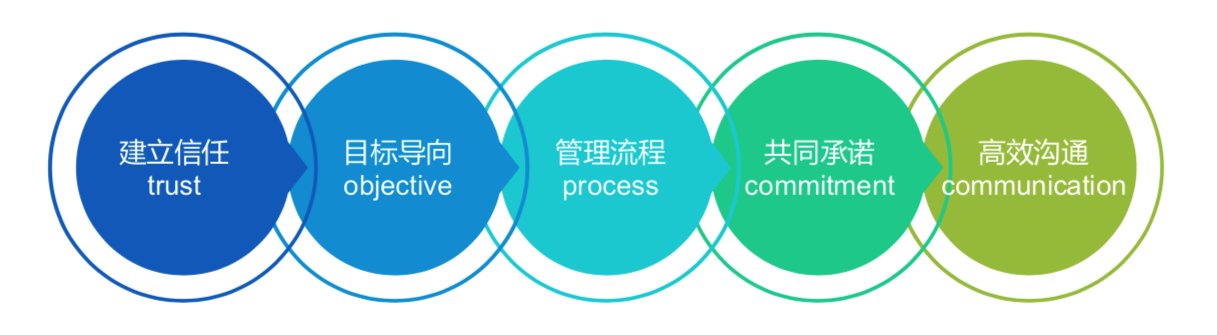 建立信任
trust
目标导向
objective
管理流程
process
共同承诺
commitment
高效沟通
communication